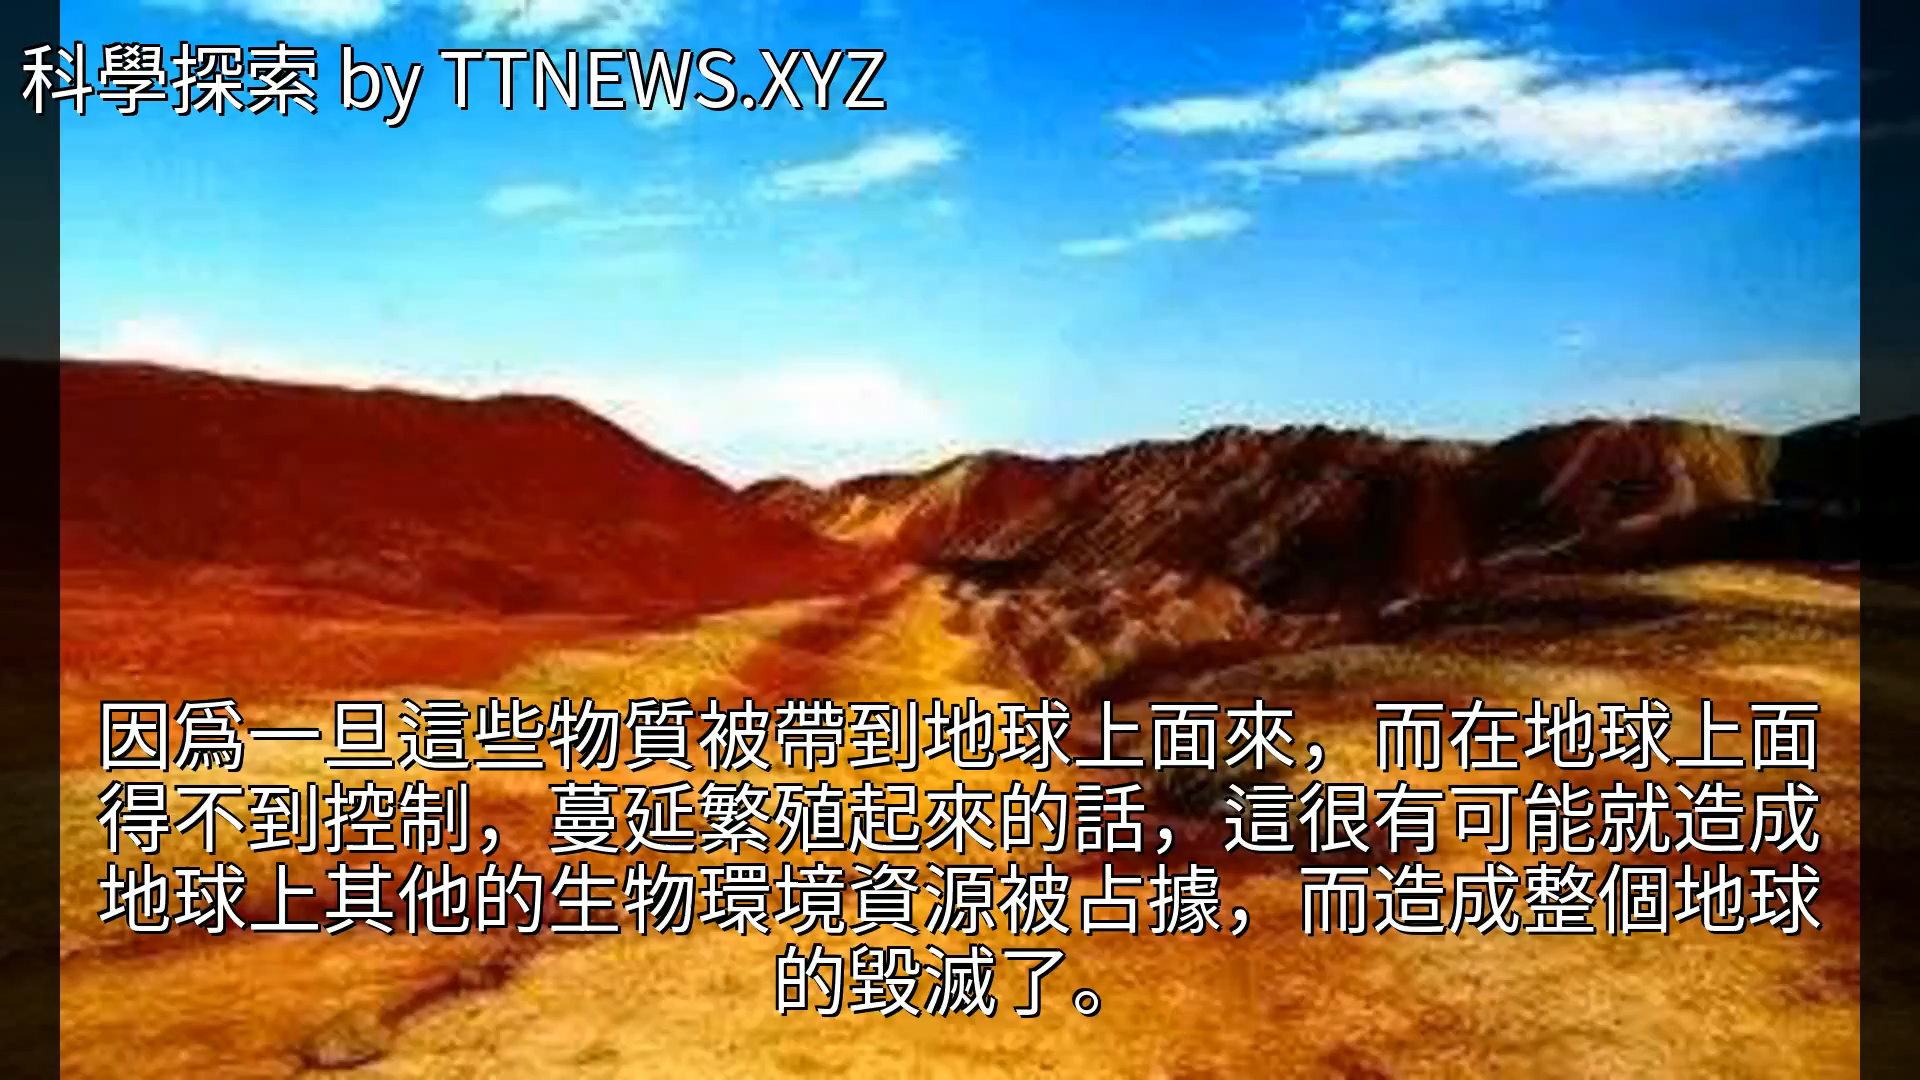 科學探索 by TTNEWS.XYZ
因爲一旦這些物質被帶到地球上面來，而在地球上面
得不到控制，蔓延繁殖起來的話，這很有可能就造成
地球上其他的生物環境資源被占據，而造成整個地球
的毀滅了。